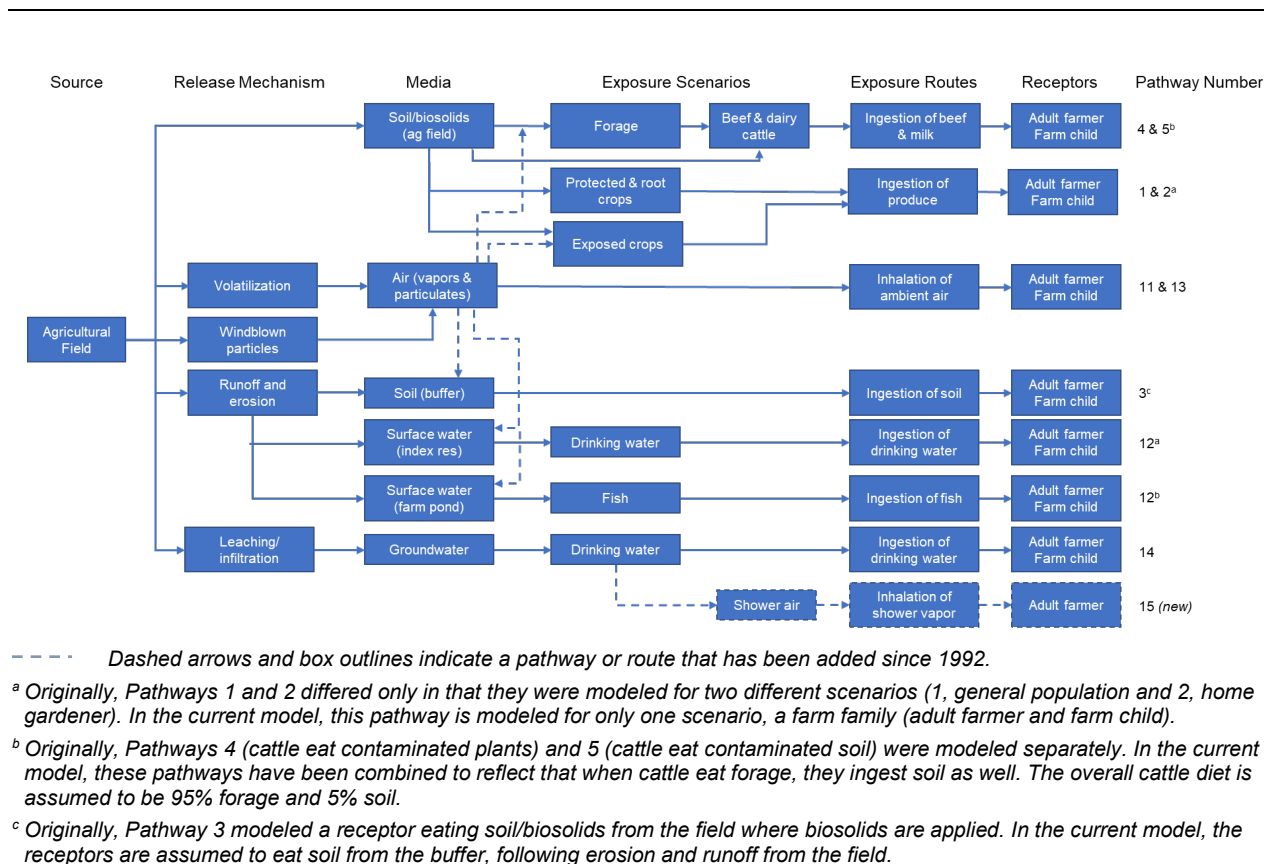 Source
Release Mechanism
Media
Exposure Scenarios
Exposure Routes
Receptors
Pathway Number
Soil/biosolids
(ag field)
Forage
Beef & dairy
cattle
Ingestion of beef
& milk
Adult farmer
Farm child
4 & 5ᵇ
Protected & root
crops
Ingestion of
produce
Adult farmer
Farm child
1 & 2ᵃ
Exposed crops
Volatilization
Air (vapors &
particulates)
Inhalation of
ambient air
Adult farmer
Farm child
11 & 13
Agricultural
Field
Windblown
particles
Runoff and
erosion
Soil (buffer)
Ingestion of soil
Adult farmer
Farm child
3ᶜ
Surface water
(index res)
Drinking water
Ingestion of
drinking water
Adult farmer
Farm child
12ᵃ
Surface water
(farm pond)
Fish
Ingestion of fish
Adult farmer
Farm child
12ᵇ
Leaching/
infiltration
Groundwater
Drinking water
Ingestion of
drinking water
Adult farmer
Farm child
14
Shower air
Inhalation of
shower vapor
Adult farmer
15 (new)
Dashed arrows and box outlines indicate a pathway or route that has been added since 1992.
ᵃ Originally, Pathways 1 and 2 differed only in that they were modeled for two different scenarios (1, general population and 2, home
gardener). In the current model, this pathway is modeled for only one scenario, a farm family (adult farmer and farm child).
ᵇ Originally, Pathways 4 (cattle eat contaminated plants) and 5 (cattle eat contaminated soil) were modeled separately. In the current
model, these pathways have been combined to reflect that when cattle eat forage, they ingest soil as well. The overall cattle diet is
assumed to be 95% forage and 5% soil.
ᶜ Originally, Pathway 3 modeled a receptor eating soil/biosolids from the field where biosolids are applied. In the current model, the
receptors are assumed to eat soil from the buffer, following erosion and runoff from the field.